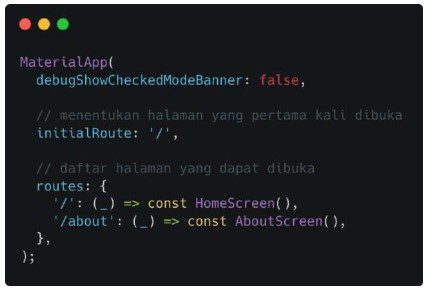 MaterialApp(
debugShowCheckedModeBanner: false,
// menentukan halaman yang pertama kali dibuka
initialRoute: '/',
// daftar halaman yang dapat dibuka
routes: {
'/': (_) => const HomeScreen(),
'/about': (_) => const AboutScreen(),
},
);